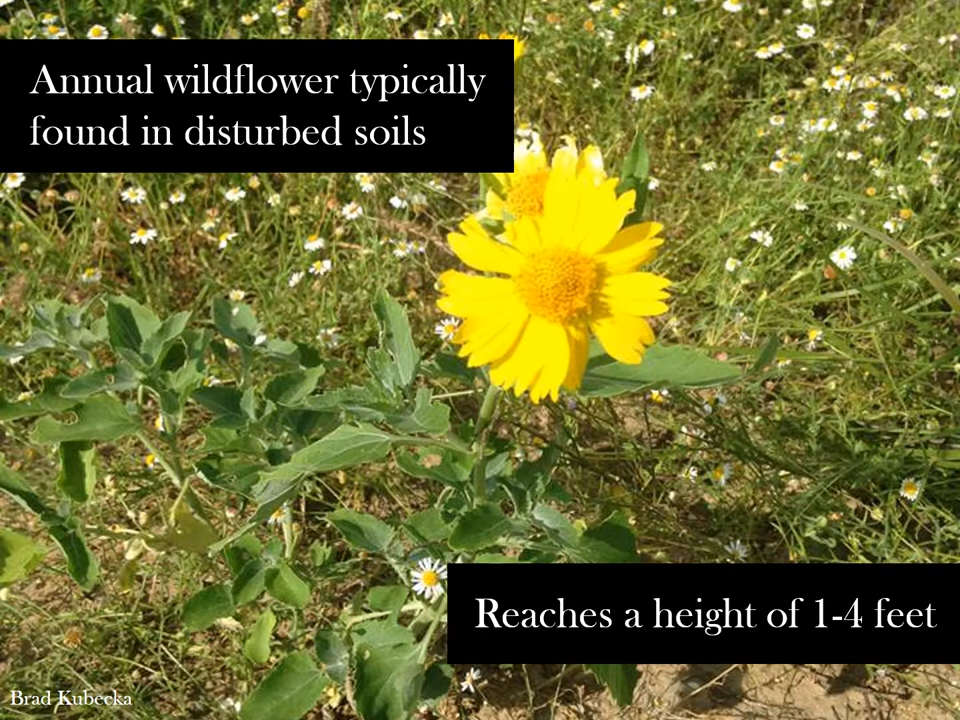 Annual wildflower typically
found in disturbed soils
Reaches a height of 1-4 feet
Brad Kubecka